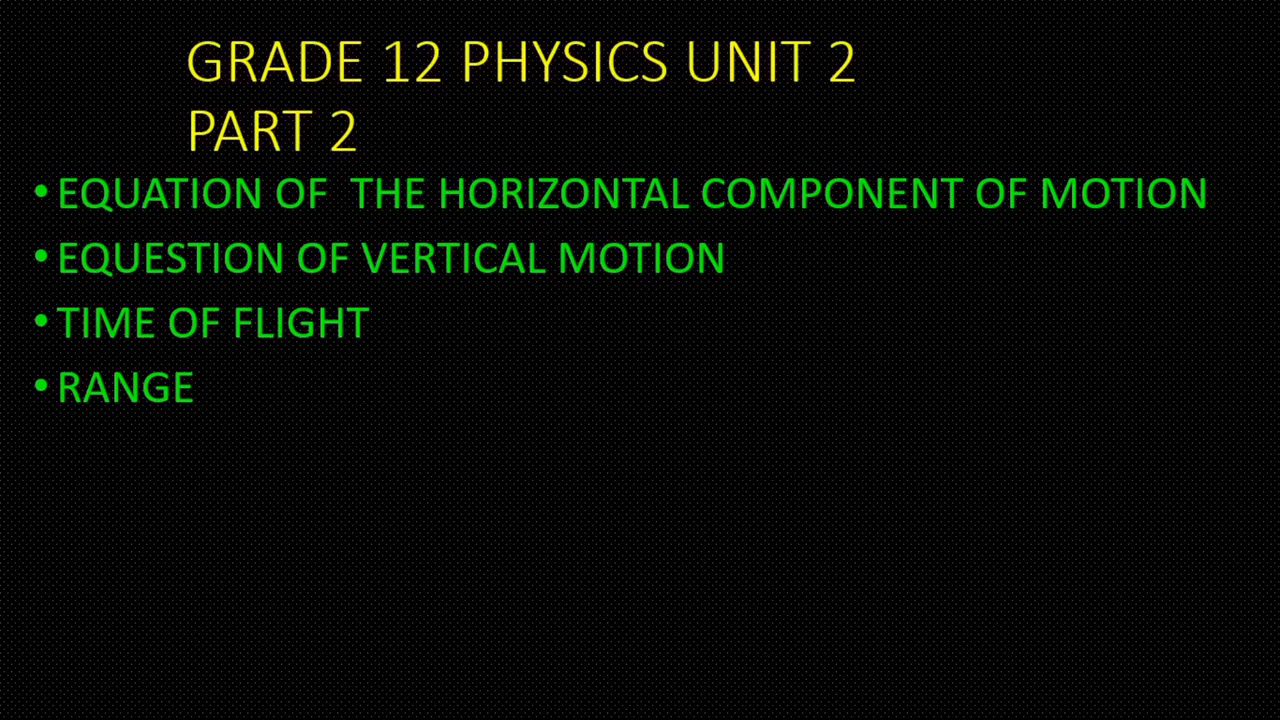 GRADE 12 PHYSICS UNIT 2
PART 2
• EQUATION OF  THE HORIZONTAL COMPONENT OF MOTION
• EQUESTION OF VERTICAL MOTION
• TIME OF FLIGHT
• RANGE